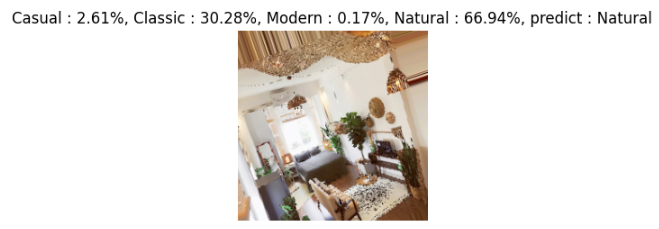 Casual : 2.61%, Classic : 30.28%, Modern : 0.17%, Natural : 66.94%, predict : Natural